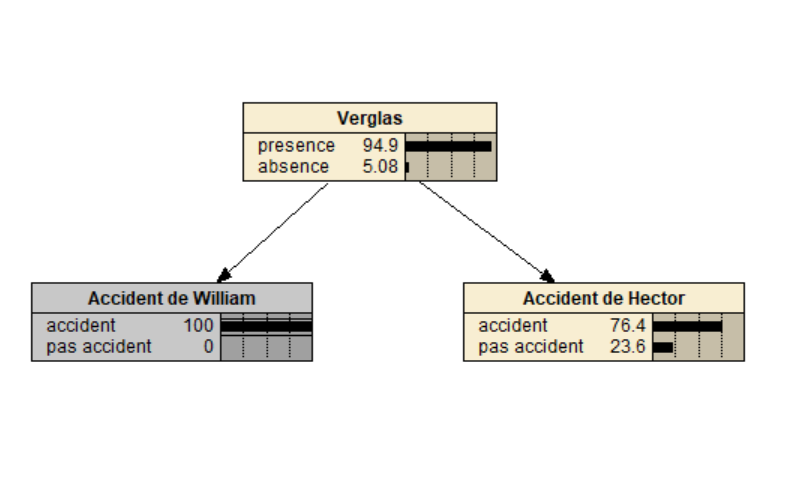 Verglas
presence 94.9
absence 5.08
Accident de William
accident 100
pas accident 0
Accident de Hector
accident 76.4
pas accident 23.6